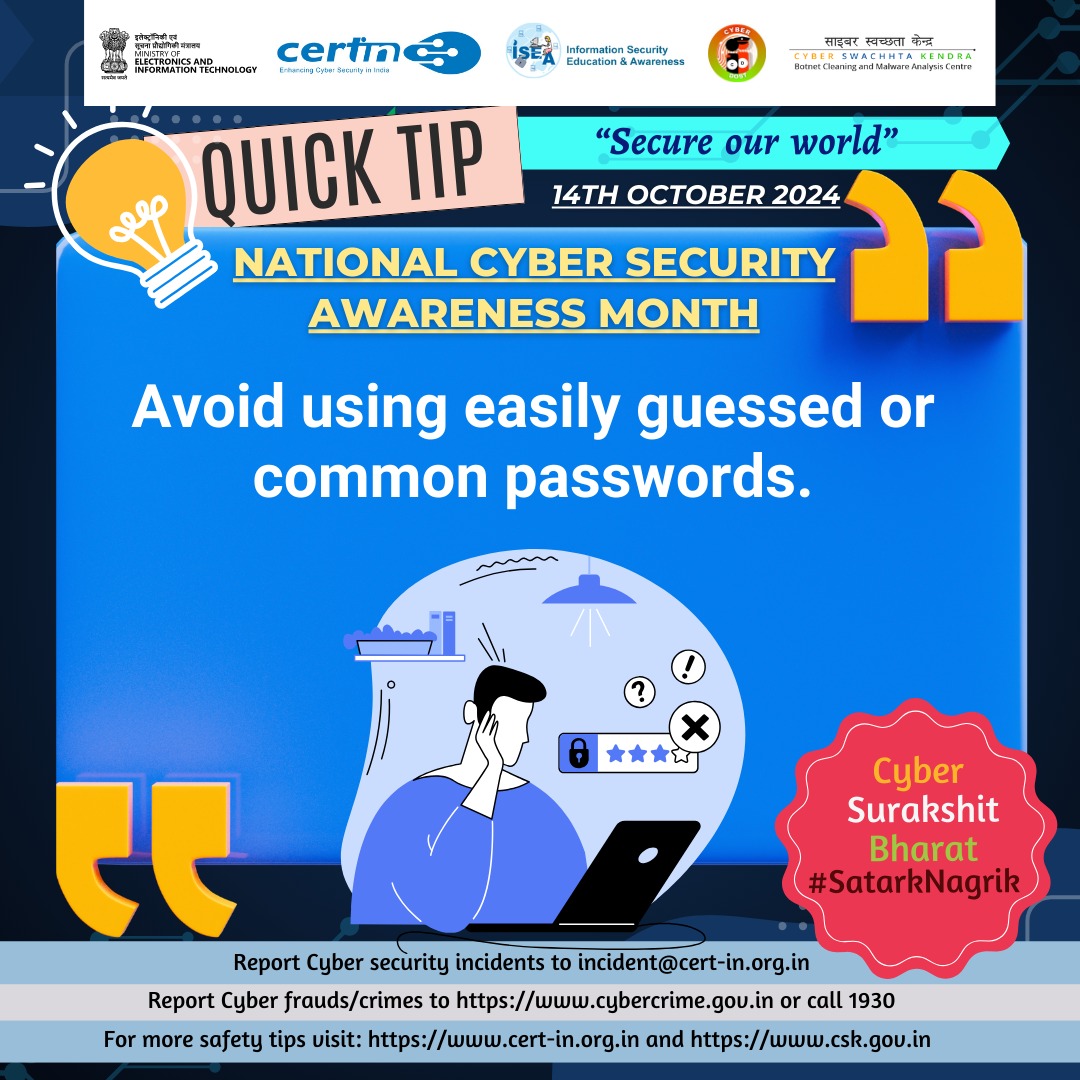 इलेक्ट्रॉनिकी एवं
सूचना प्रौद्योगिकी मंत्रालय
MINISTRY OF
ELECTRONICS AND
INFORMATION TECHNOLOGY
certin
Enhancing Cyber Security in India
ISEA
Information Security
Education & Awareness
CYBER
DOST
साइबर स्वच्छता केन्द्र
CYBER SWACHHTA KENDRA
Botnet Cleaning and Malware Analysis Centre
QUICK TIP
“Secure our world”
14TH OCTOBER 2024
NATIONAL CYBER SECURITY
AWARENESS MONTH
Avoid using easily guessed or
common passwords.
Cyber
Surakshit
Bharat
#SatarkNagrik
Report Cyber security incidents to incident@cert-in.org.in
Report Cyber frauds/crimes to https://www.cybercrime.gov.in or call 1930
For more safety tips visit: https://www.cert-in.org.in and https://www.csk.gov.in